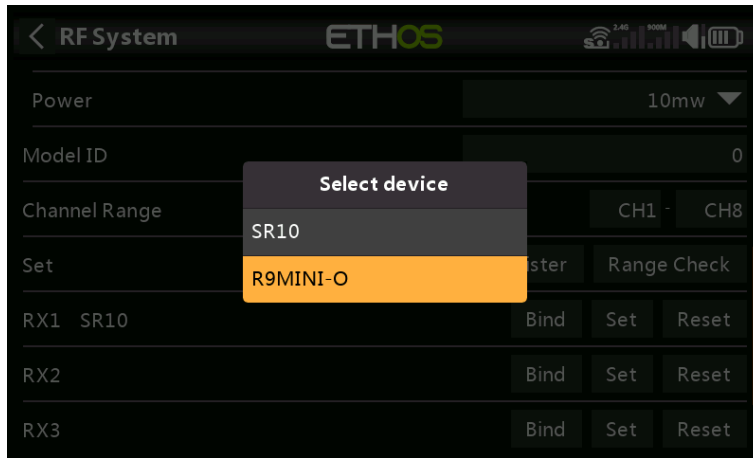 RF System ETHOS 2.4G 900M
Power 10mw
Model ID 0
Select device
Channel Range CH1 - CH8
SR10
Set ister Range Check
R9MINI-O
RX1 SR10 Bind Set Reset
RX2 Bind Set Reset
RX3 Bind Set Reset